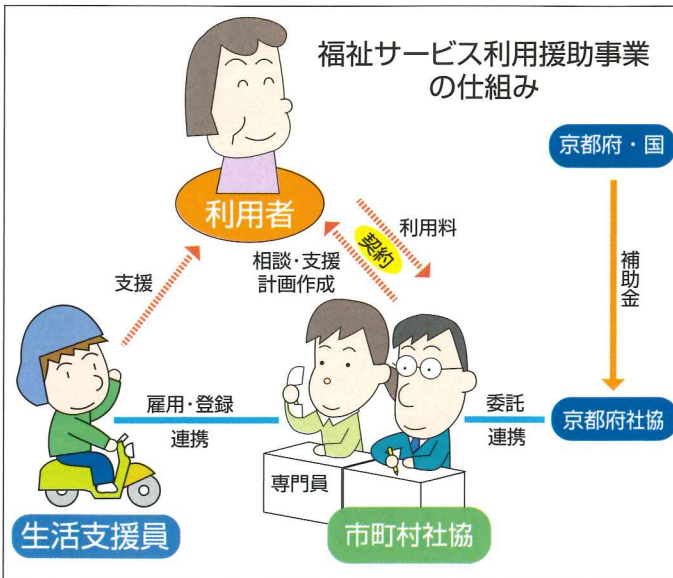 福祉サービス利用援助事業
の仕組み
京都府・国
利用者
利用料
契約
相談・支援
計画作成
支援
補助金
雇用・登録
連携
委託
連携
京都府社協
専門員
生活支援員
市町村社協